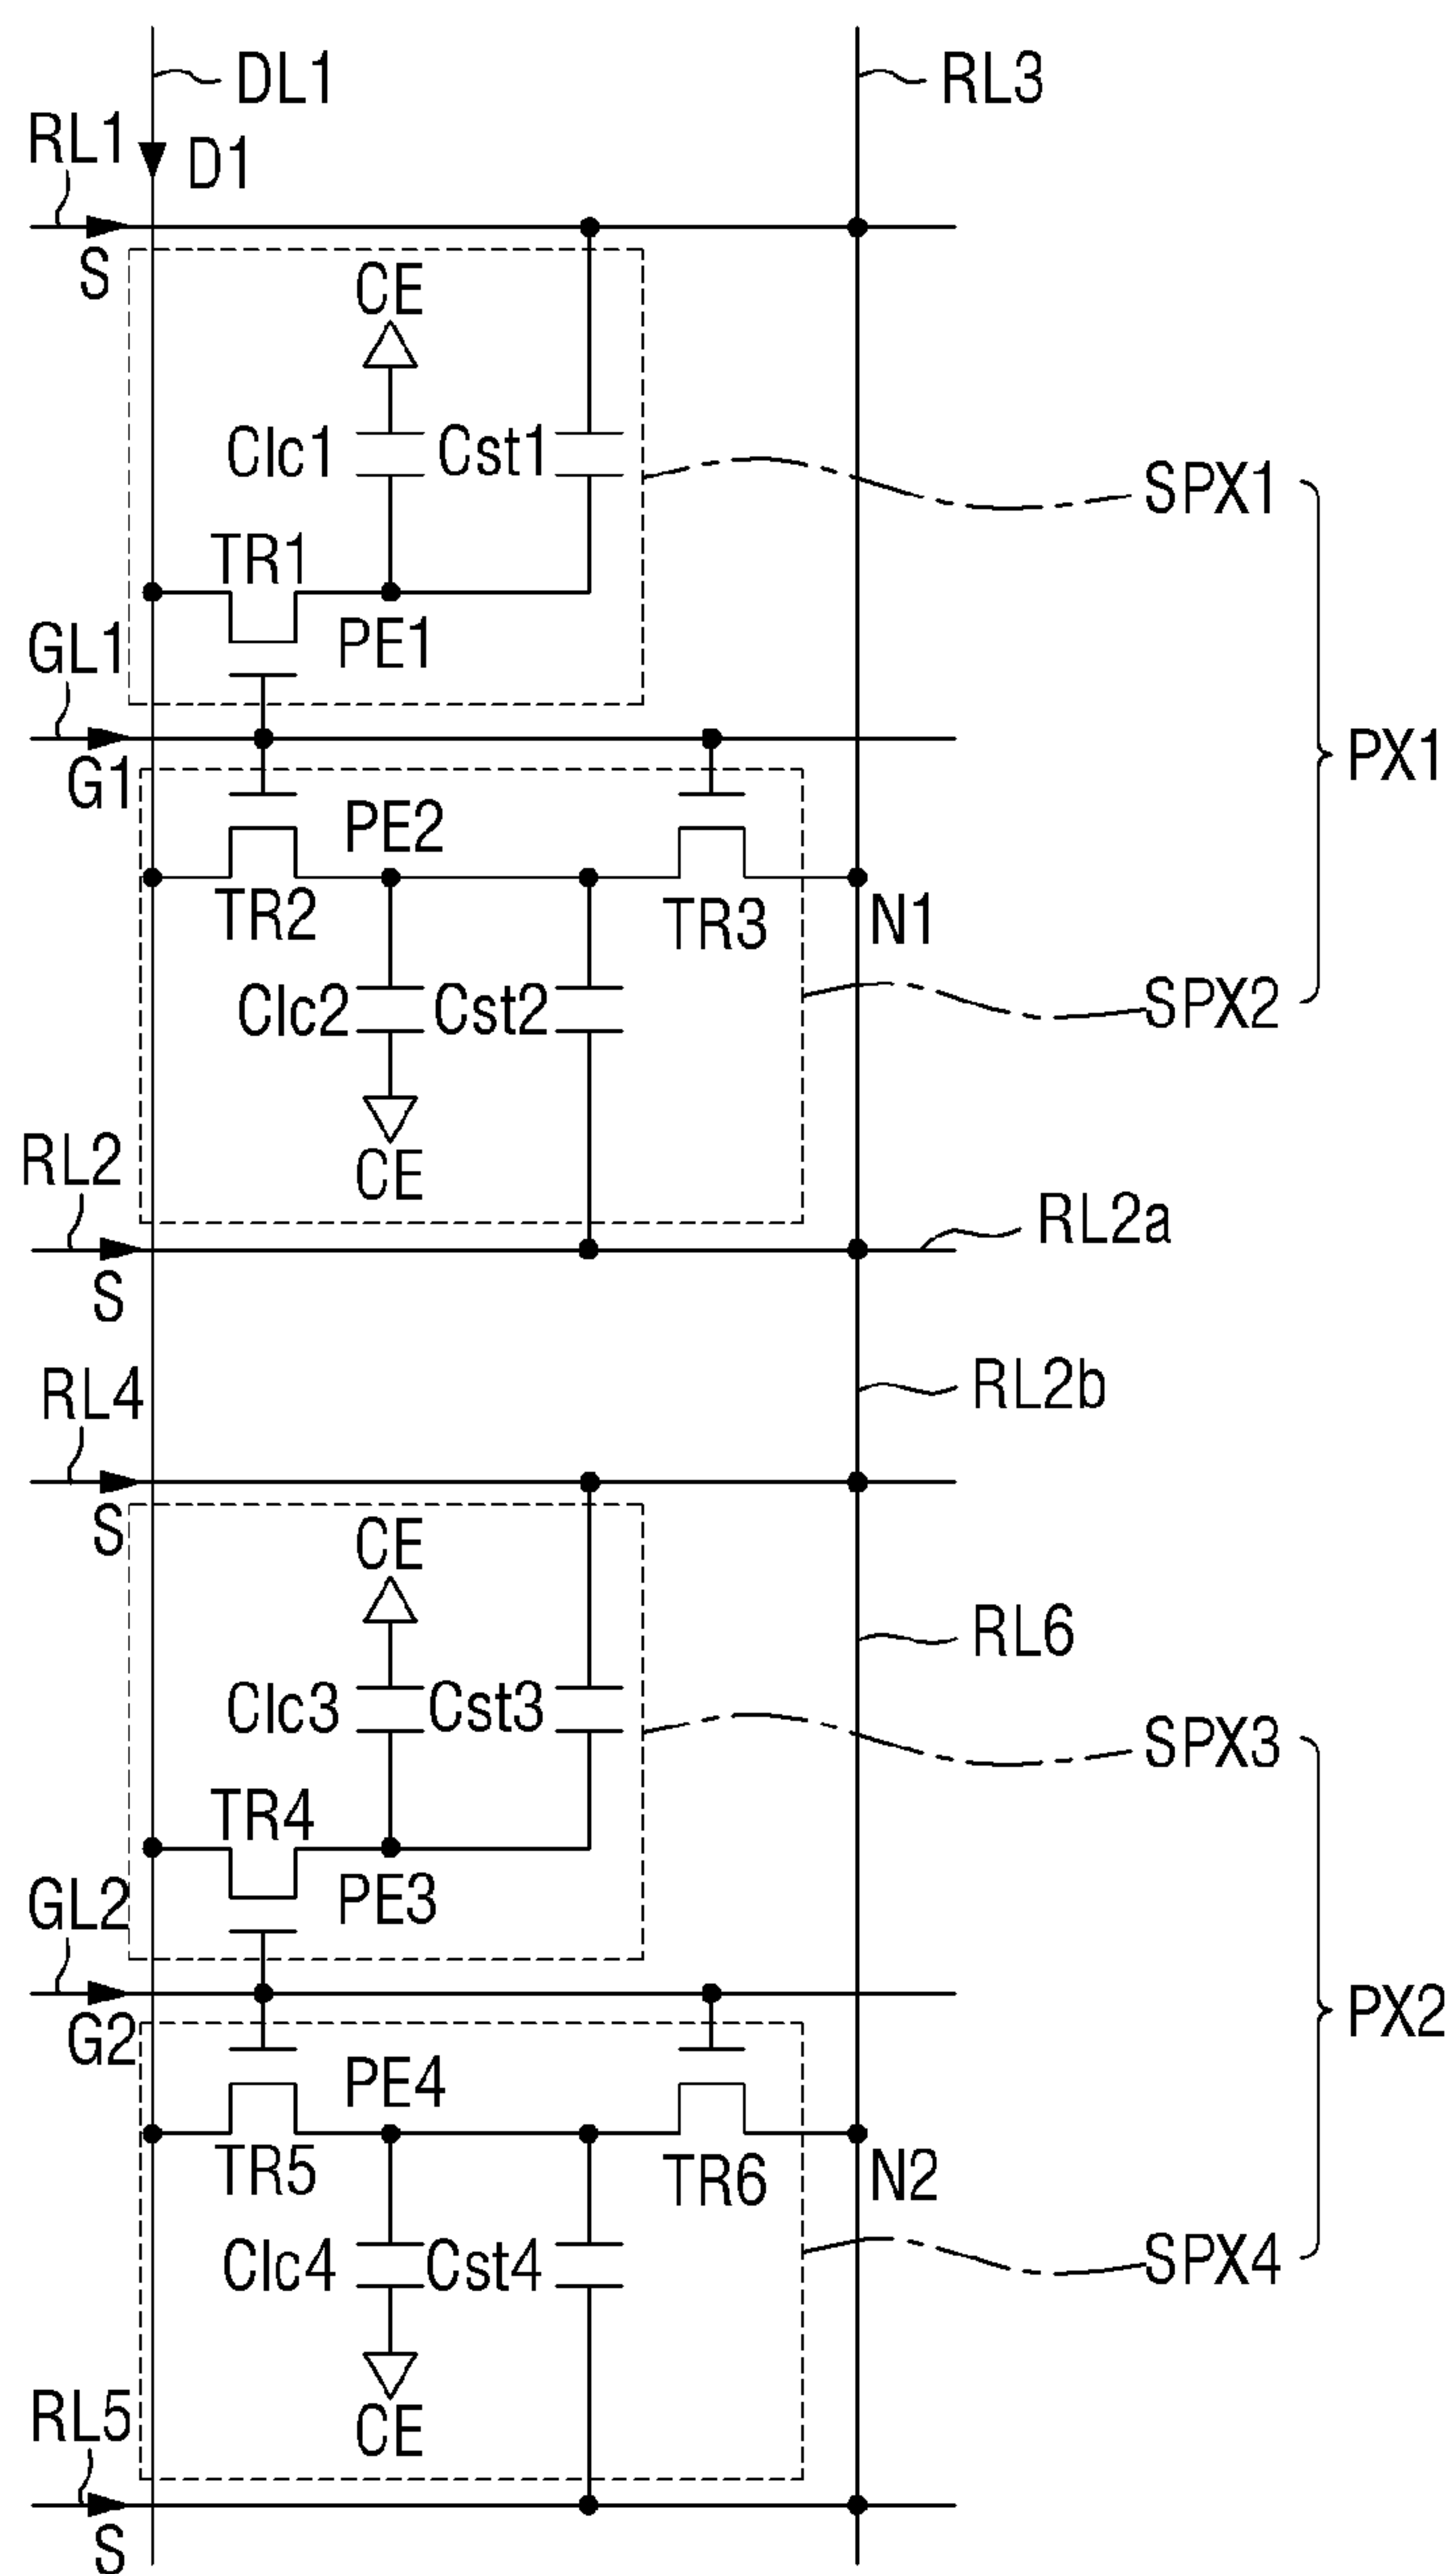 DL1
RL3
RL1
D1
S
CE
Clc1
Cst1
SPX1
TR1
PE1
GL1
PX1
G1
PE2
TR2
TR3
N1
Clc2
Cst2
SPX2
CE
RL2
RL2a
S
RL2b
RL4
S
CE
RL6
Clc3
Cst3
SPX3
TR4
PE3
GL2
PX2
G2
PE4
TR5
TR6
N2
Clc4
Cst4
SPX4
CE
RL5
S